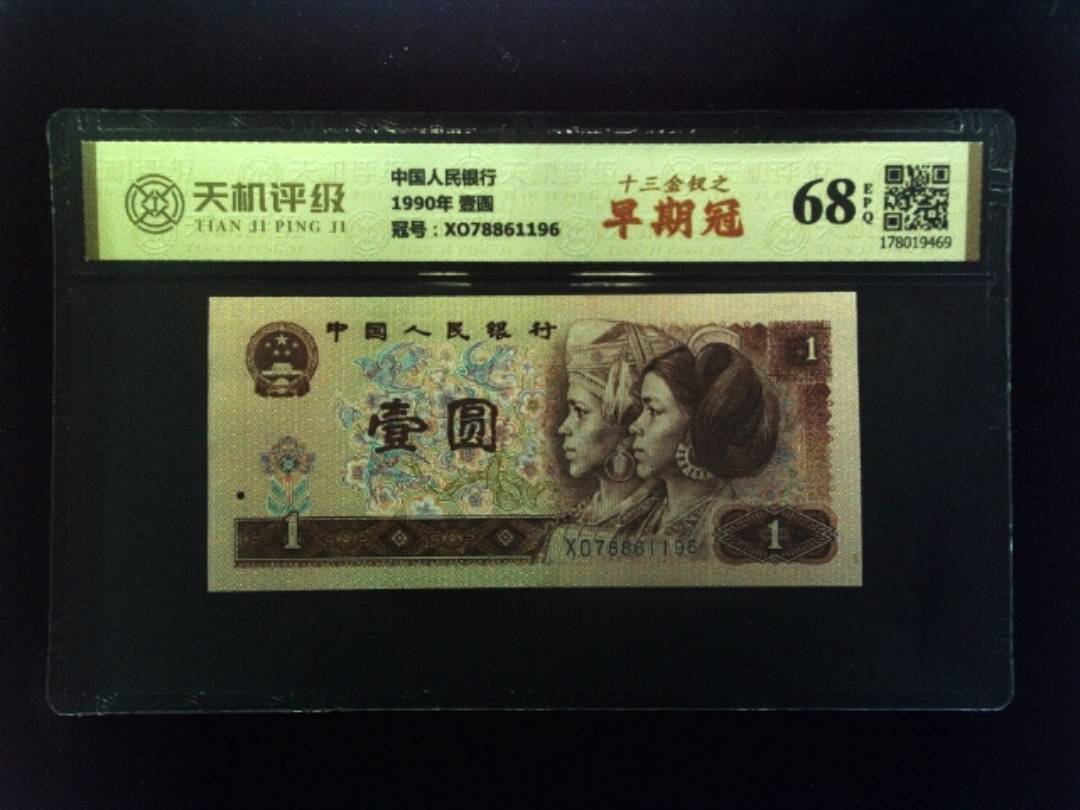 天机评级
TIAN JI PING JI
中国人民银行
1990年 壹圆
冠号：XO78861196
十三金钗之
早期冠
68
EPQ
178019469
中国人民银行
1
壹圆
1
XO78861196
1